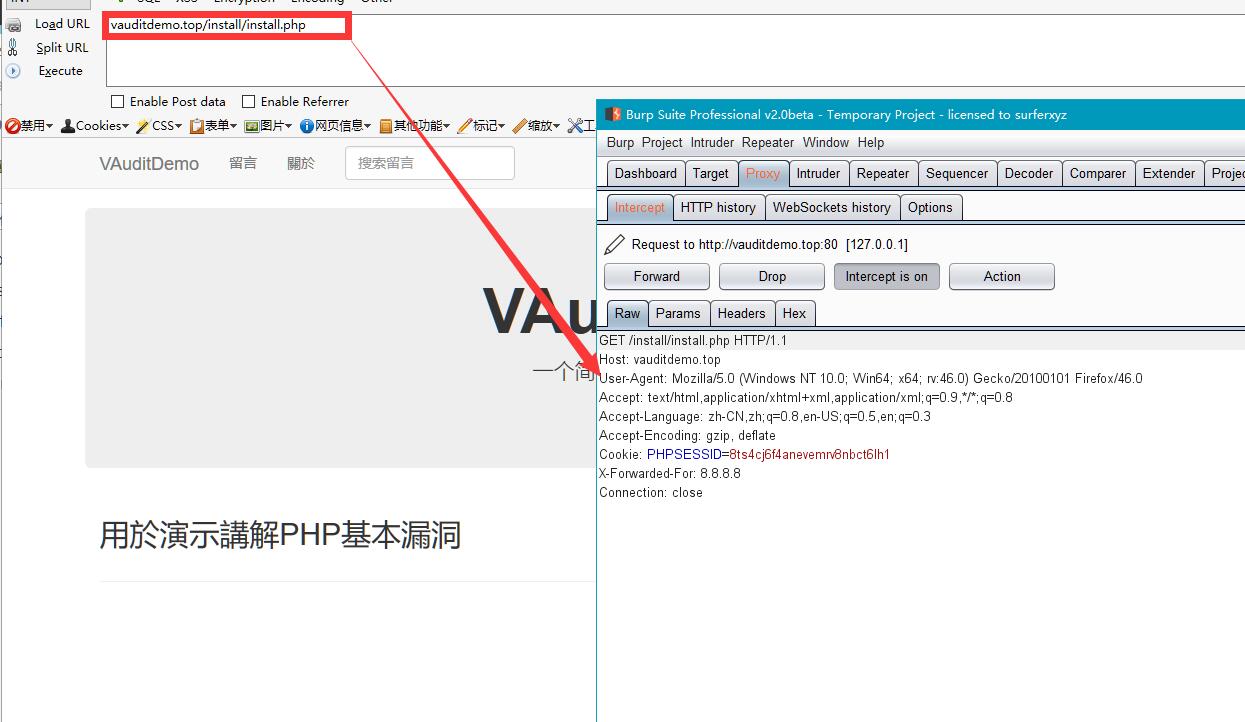 SQL XSS Encryption Encoding Other
Load URL
vauditdemo.top/install/install.php
Split URL
Execute
Enable Post data Enable Referrer
禁用 Cookies CSS 表单 图片 网页信息 其他功能 标记 缩放 工
VAuditDemo 留言 關於 搜索留言
VAu
一个简
用於演示講解PHP基本漏洞
Burp Suite Professional v2.0beta - Temporary Project - licensed to surferxyz
Burp Project Intruder Repeater Window Help
Dashboard Target Proxy Intruder Repeater Sequencer Decoder Comparer Extender Projec
Intercept HTTP history WebSockets history Options
Request to http://vauditdemo.top:80 [127.0.0.1]
Forward Drop Intercept is on Action
Raw Params Headers Hex
GET /install/install.php HTTP/1.1
Host: vauditdemo.top
User-Agent: Mozilla/5.0 (Windows NT 10.0; Win64; x64; rv:46.0) Gecko/20100101 Firefox/46.0
Accept: text/html,application/xhtml+xml,application/xml;q=0.9,*/*;q=0.8
Accept-Language: zh-CN,zh;q=0.8,en-US;q=0.5,en;q=0.3
Accept-Encoding: gzip, deflate
Cookie: PHPSESSID=8ts4cj6f4anevemrv8nbct6lh1
X-Forwarded-For: 8.8.8.8
Connection: close